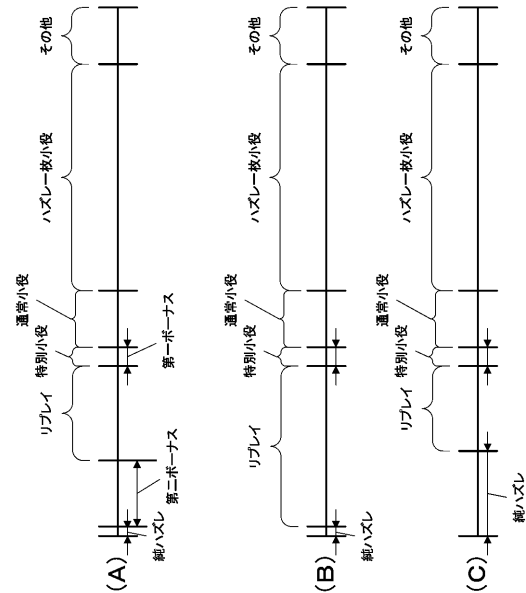 (A)
純ハズレ
第二ボーナス
リプレイ
特別小役
通常小役
第一ボーナス
ハズレ一枚小役
その他
(B)
純ハズレ
リプレイ
特別小役
通常小役
ハズレ一枚小役
その他
(C)
純ハズレ
リプレイ
特別小役
通常小役
ハズレ一枚小役
その他